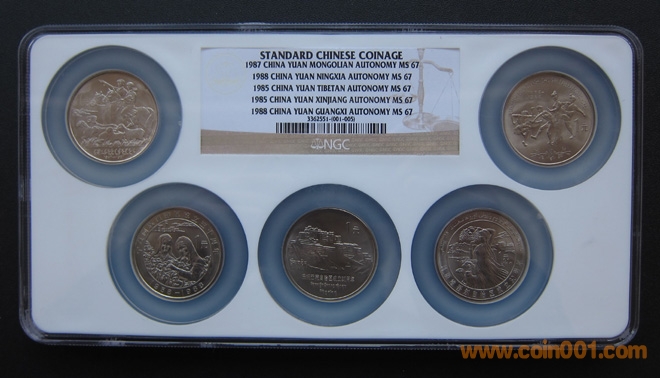 STANDARD CHINESE COINAGE
1987 CHINA YUAN MONGOLIAN AUTONOMY MS 67
1988 CHINA YUAN NINGXIA AUTONOMY MS 67
1985 CHINA YUAN TIBETAN AUTONOMY MS 67
1985 CHINA YUAN XINJIANG AUTONOMY MS 67
1988 CHINA YUAN GUANGXI AUTONOMY MS 67
3362551-(001-005)
NGC
www.coin001.com